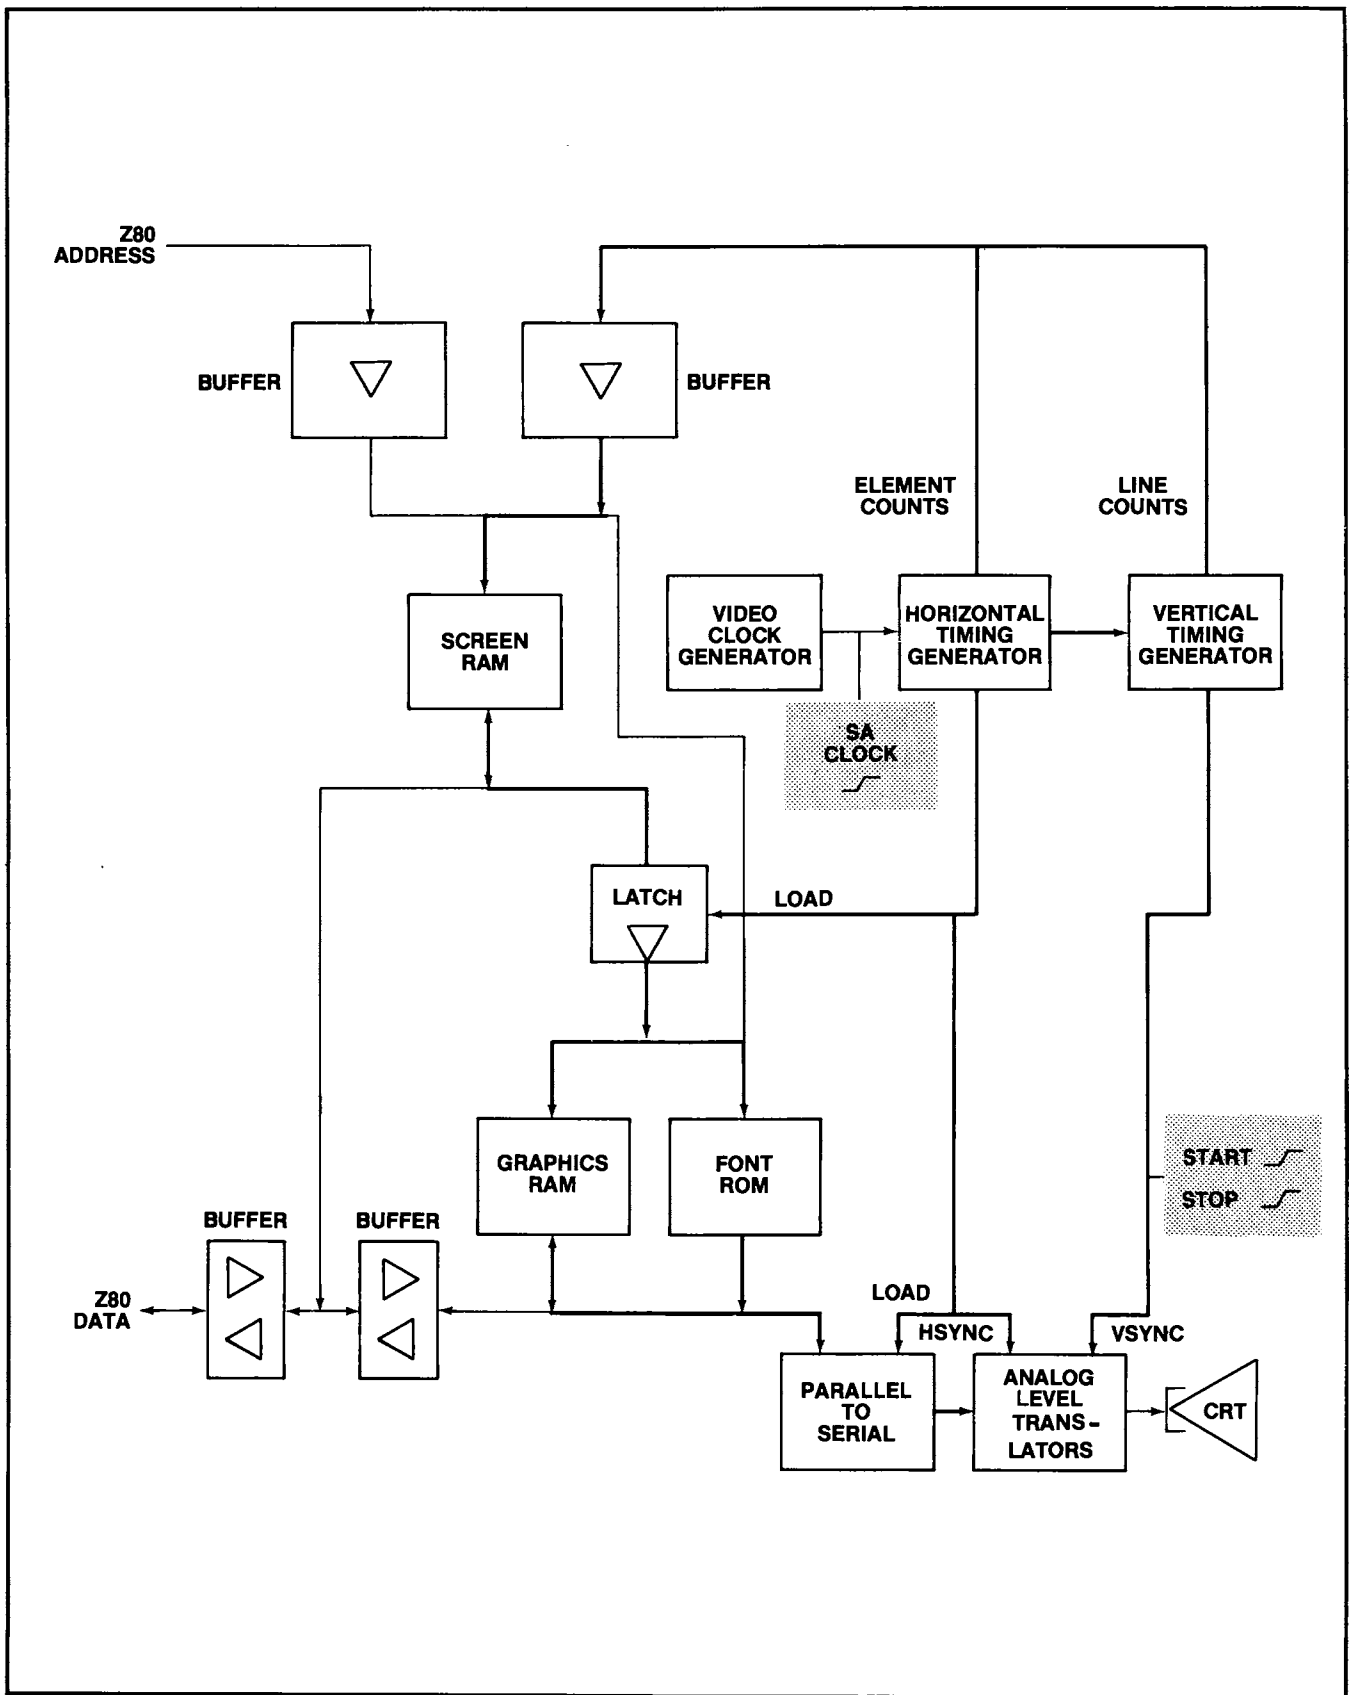 Z80
ADDRESS
BUFFER
BUFFER
ELEMENT
COUNTS
LINE
COUNTS
SCREEN
RAM
VIDEO
CLOCK
GENERATOR
HORIZONTAL
TIMING
GENERATOR
VERTICAL
TIMING
GENERATOR
SA
CLOCK
LATCH
LOAD
GRAPHICS
RAM
FONT
ROM
START
STOP
BUFFER
BUFFER
Z80
DATA
LOAD
HSYNC
VSYNC
PARALLEL
TO
SERIAL
ANALOG
LEVEL
TRANS-
LATORS
CRT